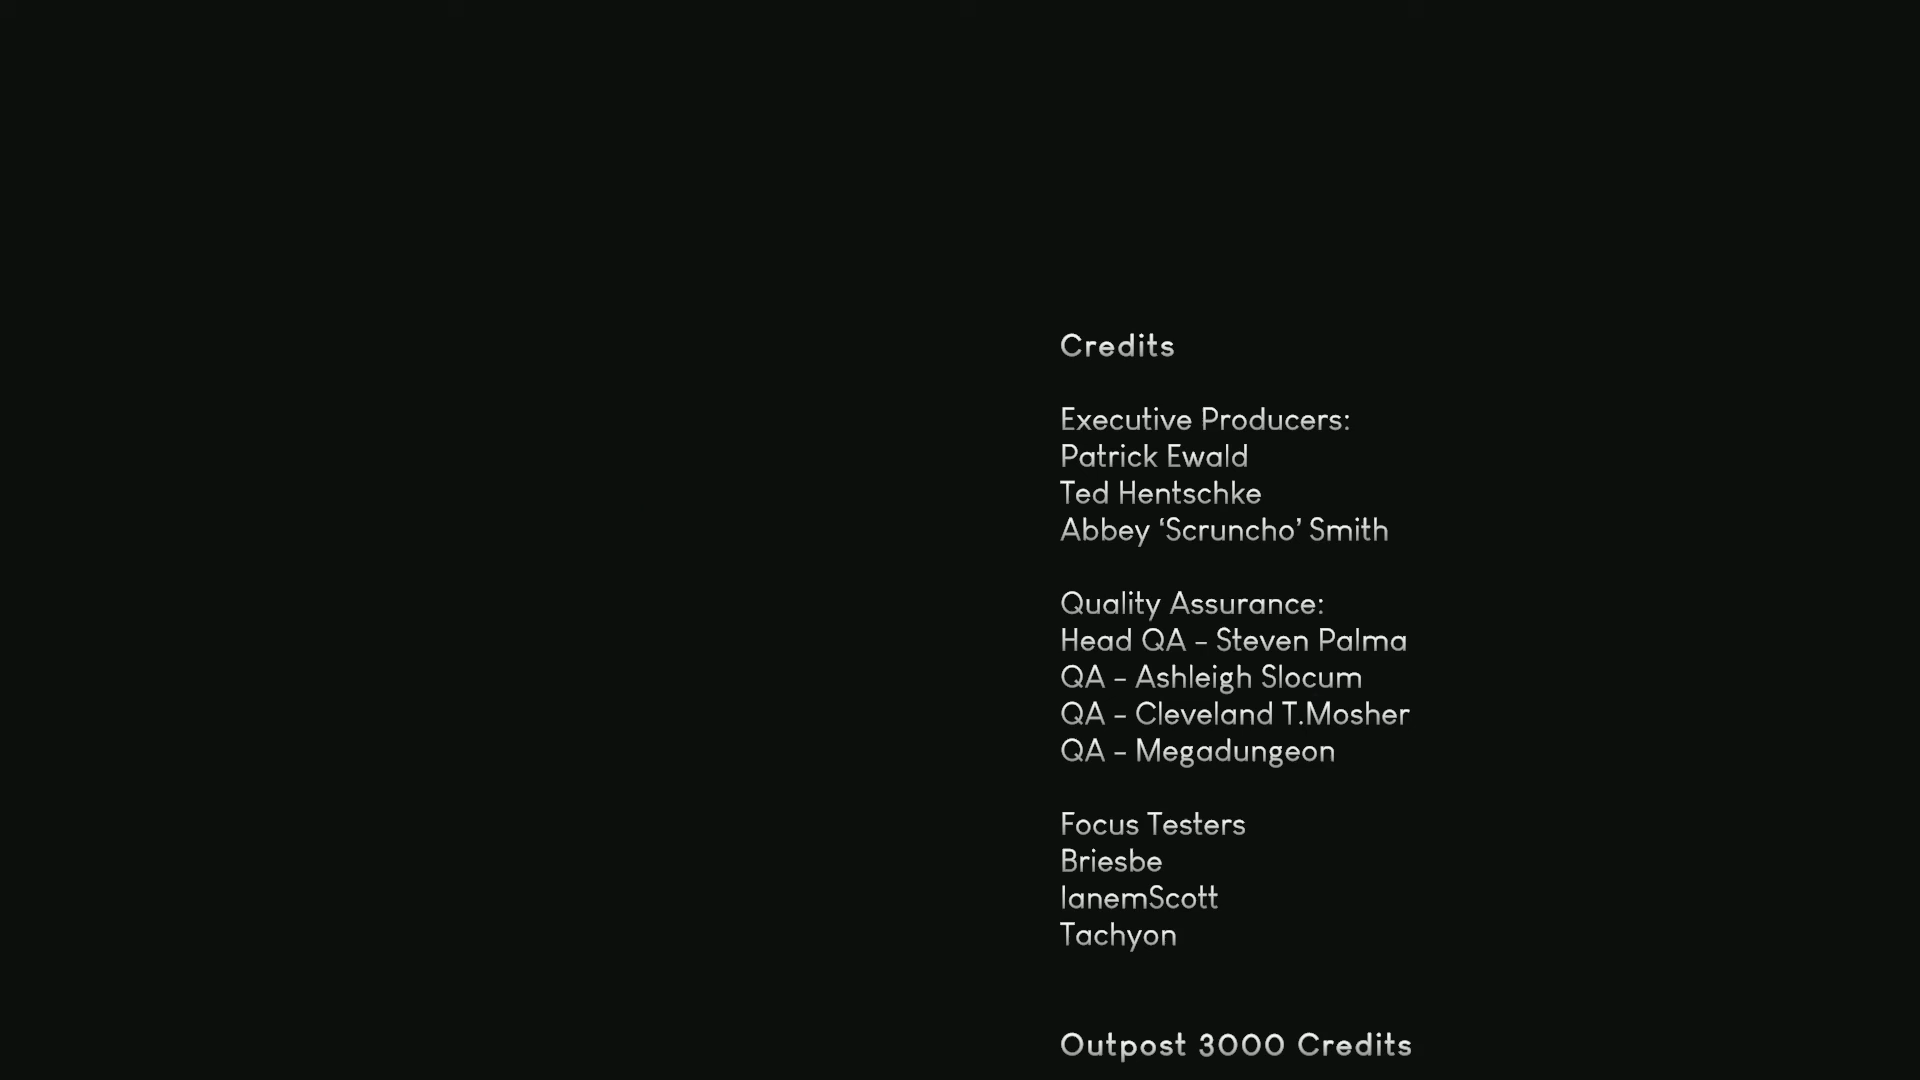 Credits
Executive Producers:
Patrick Ewald
Ted Hentschke
Abbey ‘Scruncho’ Smith
Quality Assurance:
Head QA – Steven Palma
QA – Ashleigh Slocum
QA – Cleveland T.Mosher
QA – Megadungeon
Focus Testers
Briesbe
IanemScott
Tachyon
Outpost 3000 Credits